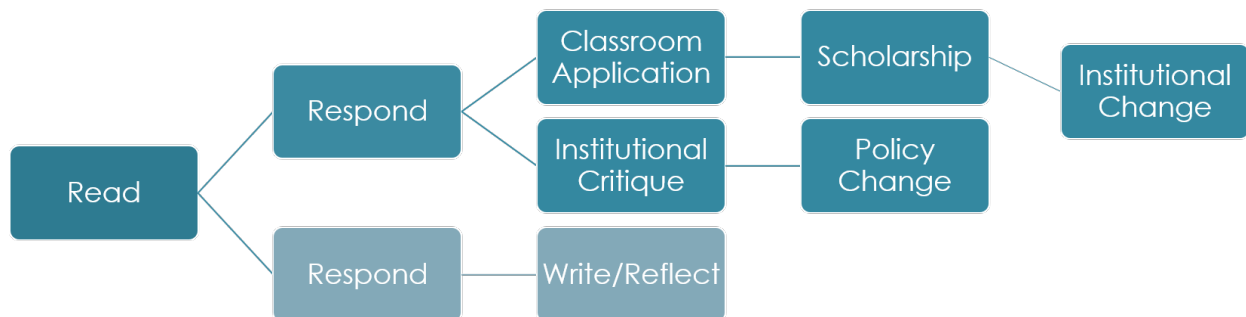 Read
Respond
Classroom
Application
Scholarship
Institutional
Change
Institutional
Critique
Policy
Change
Respond
Write/Reflect